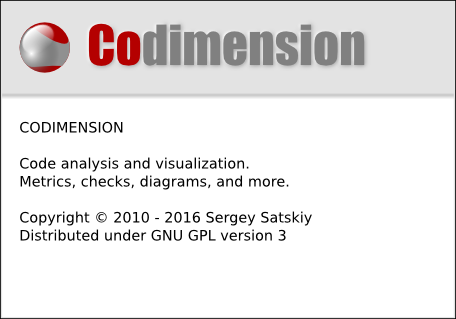 Codimension
CODIMENSION
Code analysis and visualization.
Metrics, checks, diagrams, and more.
Copyright © 2010 - 2016 Sergey Satskiy
Distributed under GNU GPL version 3